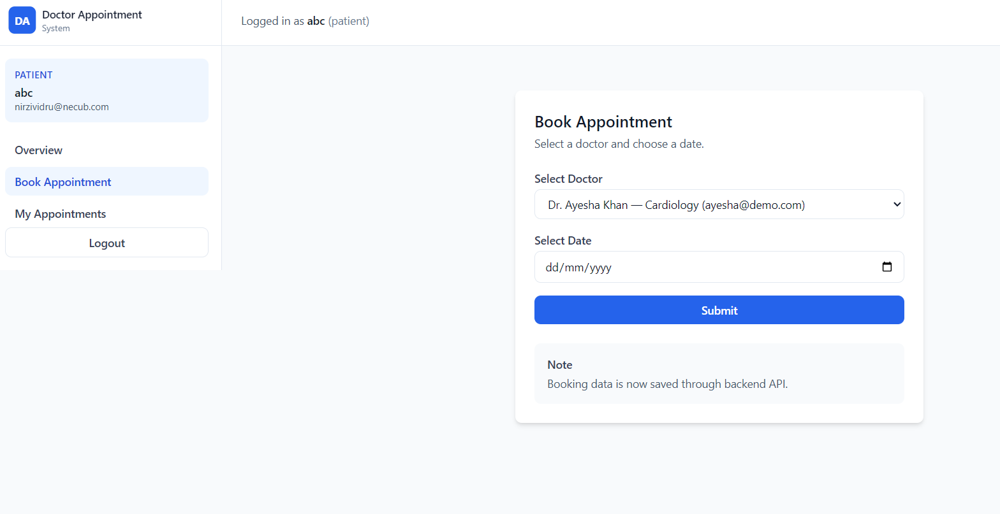 DA
Doctor Appointment
System
Logged in as abc (patient)
PATIENT
abc
nirzividru@necub.com
Overview
Book Appointment
My Appointments
Logout
Book Appointment
Select a doctor and choose a date.
Select Doctor
Dr. Ayesha Khan — Cardiology (ayesha@demo.com)
Select Date
dd/mm/yyyy
Submit
Note
Booking data is now saved through backend API.